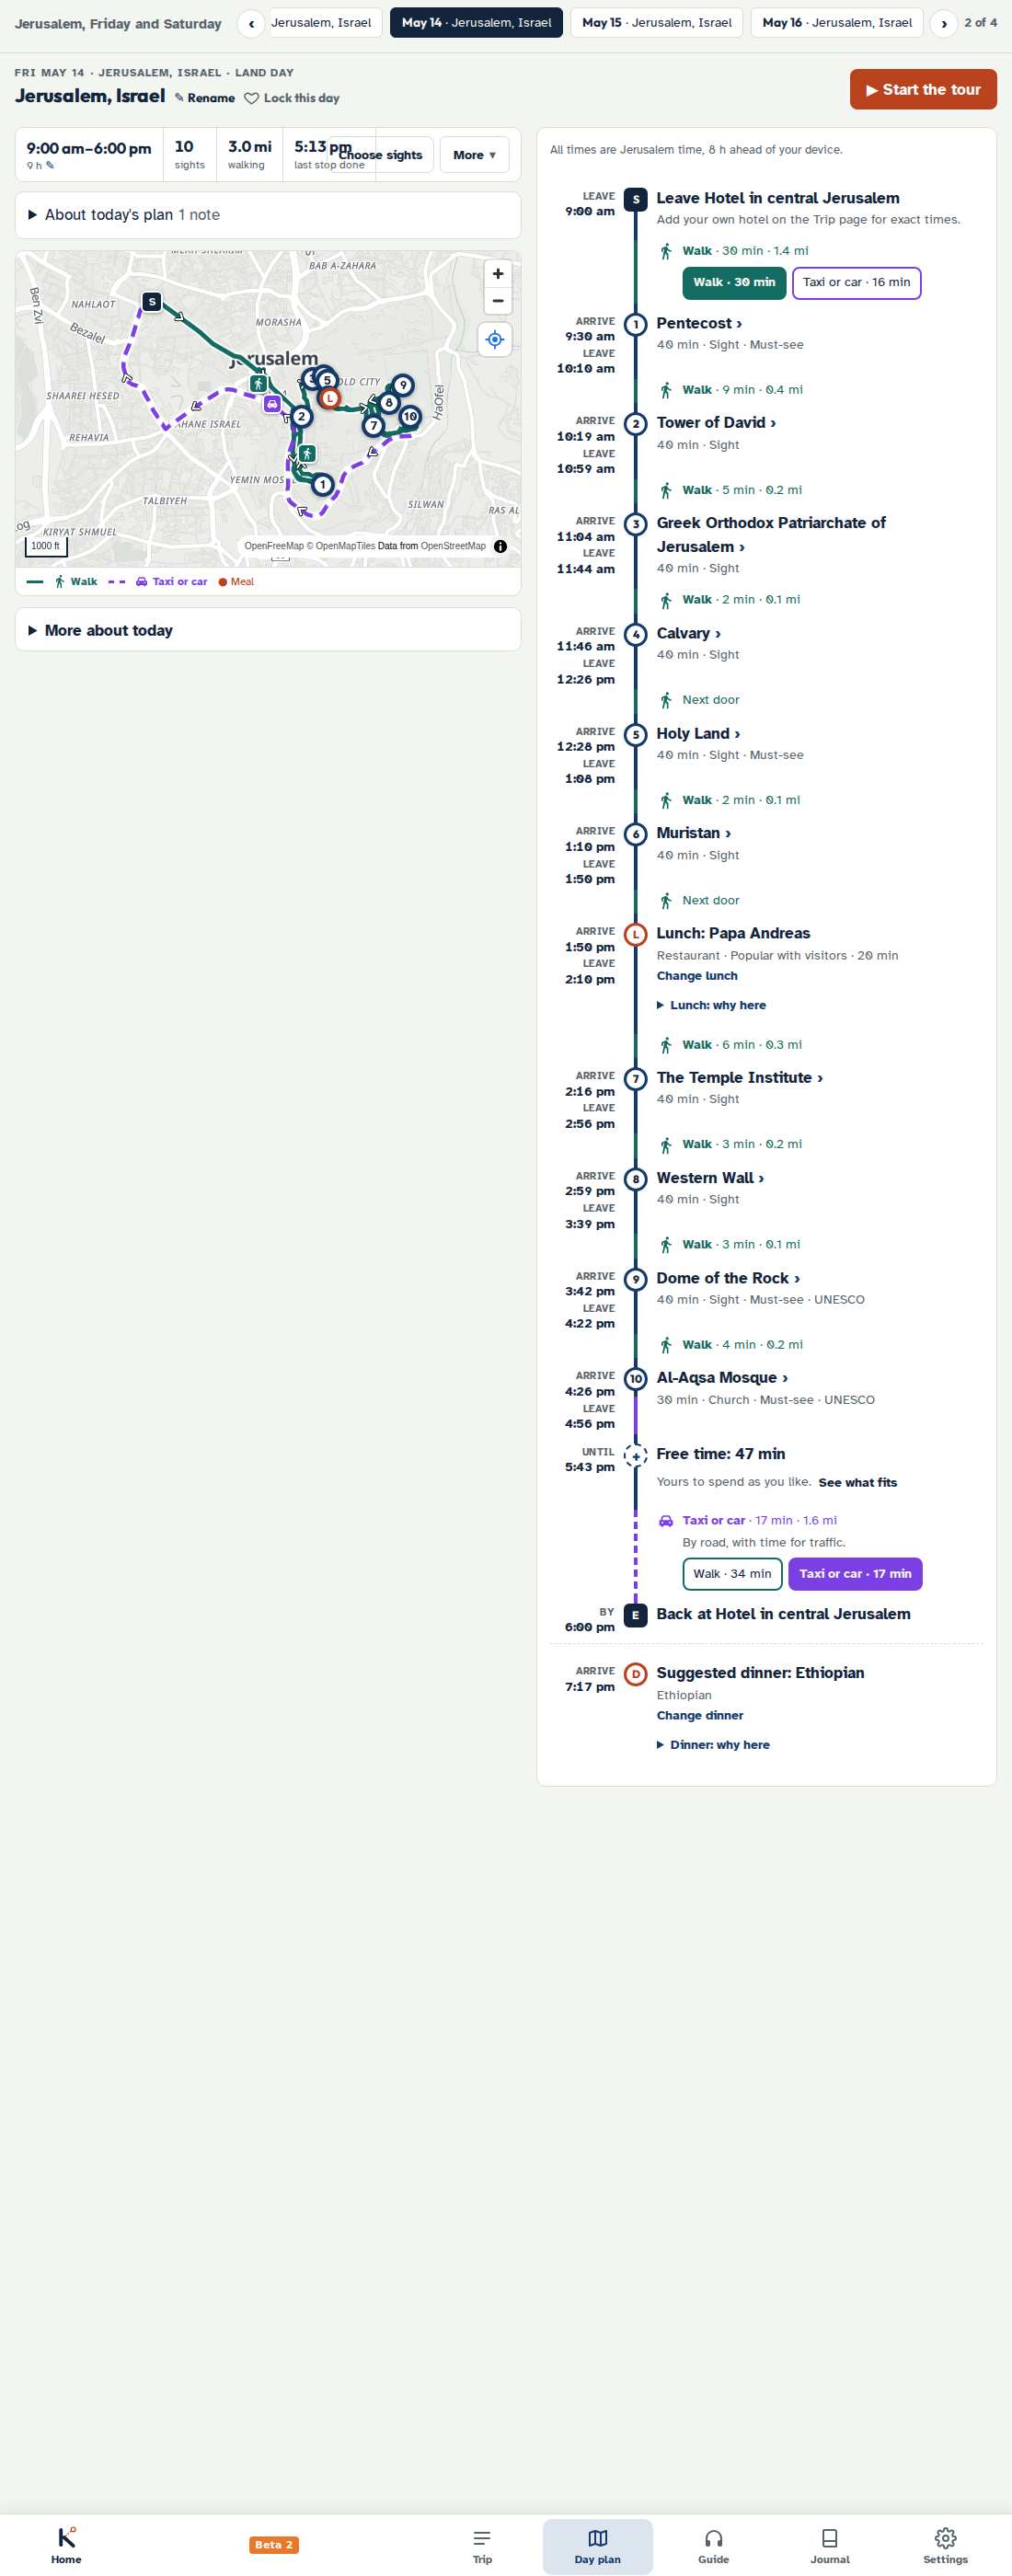 Jerusalem, Friday and Saturday
‹
Jerusalem, Israel
May 14 · Jerusalem, Israel
May 15 · Jerusalem, Israel
May 16 · Jerusalem, Israel
›
2 of 4
FRI MAY 14 · JERUSALEM, ISRAEL · LAND DAY
Jerusalem, Israel ✎ Rename Lock this day
▶ Start the tour
9:00 am–6:00 pm
9 h ✎
10
sights
3.0 mi
walking
5:13 pm
last stop done
Choose sights
More ▾
▶ About today's plan 1 note
BAB A-ZAHARA
Ben Zvi
NAHLAOT
Bezalel
MORASHA
Jerusalem
SHAAREI HESED
OLD CITY
HaOfel
REHAVIA
TALBIYEH
SILWAN
KIRYAT SHMUEL
S
3
5
L
9
8
2
7
10
1
+
−
1000 ft
OpenFreeMap © OpenMapTiles Data from OpenStreetMap
Walk
Taxi or car
Meal
▶ More about today
All times are Jerusalem time, 8 h ahead of your device.
LEAVE
9:00 am
S
Leave Hotel in central Jerusalem
Add your own hotel on the Trip page for exact times.
Walk · 30 min · 1.4 mi
Walk · 30 min
Taxi or car · 16 min
ARRIVE
9:30 am
LEAVE
10:10 am
1
Pentecost ›
40 min · Sight · Must-see
Walk · 9 min · 0.4 mi
ARRIVE
10:19 am
LEAVE
10:59 am
2
Tower of David ›
40 min · Sight
Walk · 5 min · 0.2 mi
ARRIVE
11:04 am
LEAVE
11:44 am
3
Greek Orthodox Patriarchate of
Jerusalem ›
40 min · Sight
Walk · 2 min · 0.1 mi
ARRIVE
11:46 am
LEAVE
12:26 pm
4
Calvary ›
40 min · Sight
Next door
ARRIVE
12:28 pm
LEAVE
1:08 pm
5
Holy Land ›
40 min · Sight · Must-see
Walk · 2 min · 0.1 mi
ARRIVE
1:10 pm
LEAVE
1:50 pm
6
Muristan ›
40 min · Sight
Next door
ARRIVE
1:50 pm
LEAVE
2:10 pm
L
Lunch: Papa Andreas
Restaurant · Popular with visitors · 20 min
Change lunch
▶ Lunch: why here
Walk · 6 min · 0.3 mi
ARRIVE
2:16 pm
LEAVE
2:56 pm
7
The Temple Institute ›
40 min · Sight
Walk · 3 min · 0.2 mi
ARRIVE
2:59 pm
LEAVE
3:39 pm
8
Western Wall ›
40 min · Sight
Walk · 3 min · 0.1 mi
ARRIVE
3:42 pm
LEAVE
4:22 pm
9
Dome of the Rock ›
40 min · Sight · Must-see · UNESCO
Walk · 4 min · 0.2 mi
ARRIVE
4:26 pm
LEAVE
4:56 pm
10
Al-Aqsa Mosque ›
30 min · Church · Must-see · UNESCO
UNTIL
5:43 pm
+
Free time: 47 min
Yours to spend as you like. See what fits
Taxi or car · 17 min · 1.6 mi
By road, with time for traffic.
Walk · 34 min
Taxi or car · 17 min
BY
6:00 pm
E
Back at Hotel in central Jerusalem
ARRIVE
7:17 pm
D
Suggested dinner: Ethiopian
Ethiopian
Change dinner
▶ Dinner: why here
Home
Beta 2
Trip
Day plan
Guide
Journal
Settings